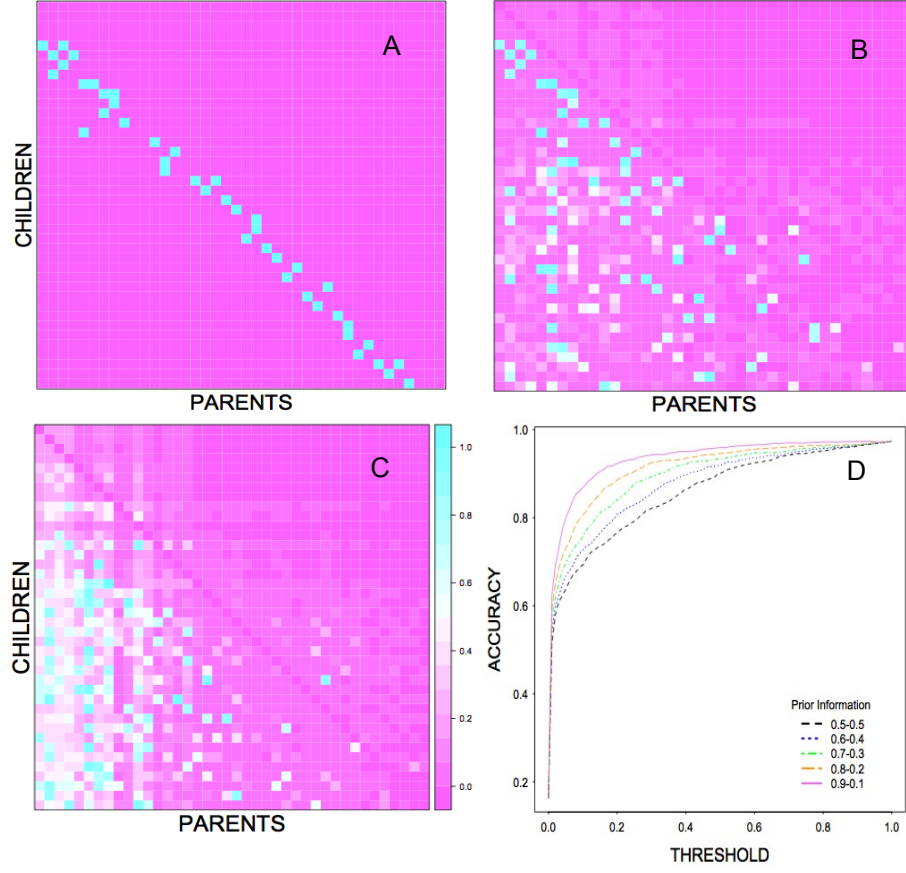 A
B
CHILDREN
PARENTS
PARENTS
C
1.0
0.8
0.6
0.4
0.2
0.0
CHILDREN
PARENTS
D
1.0
0.8
0.6
0.4
0.2
ACCURACY
Prior Information
0.5-0.5
0.6-0.4
0.7-0.3
0.8-0.2
0.9-0.1
0.0 0.2 0.4 0.6 0.8 1.0
THRESHOLD